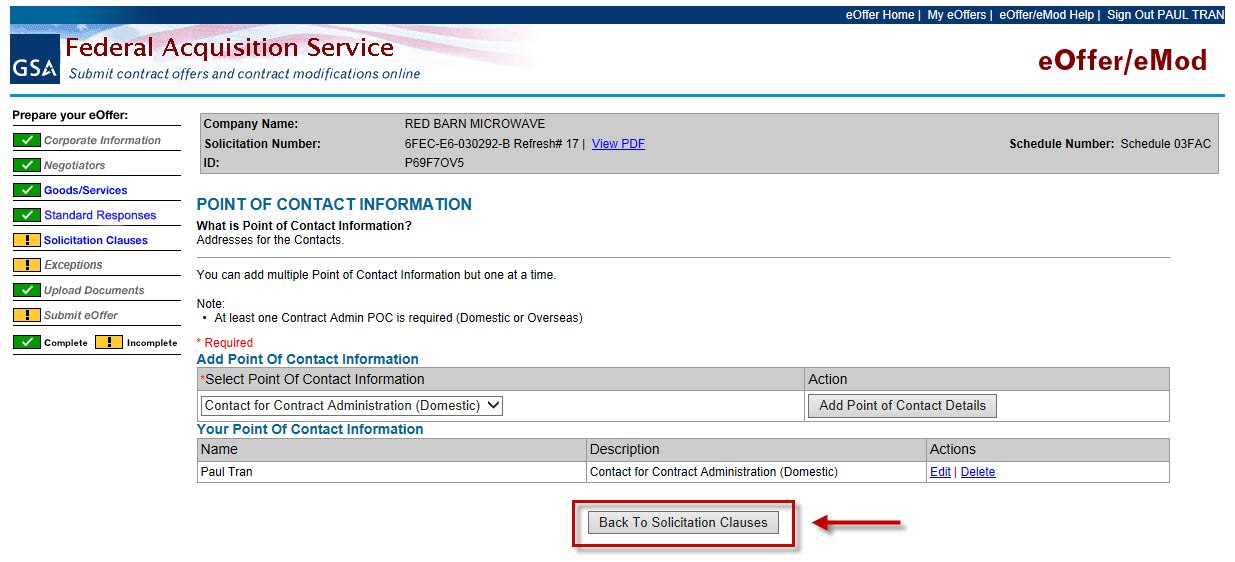 eOffer Home | My eOffers | eOffer/eMod Help | Sign Out PAUL TRAN
GSA
Federal Acquisition Service
Submit contract offers and contract modifications online
eOffer/eMod
Prepare your eOffer:
Corporate Information
Negotiators
Goods/Services
Standard Responses
! Solicitation Clauses
! Exceptions
Upload Documents
! Submit eOffer
Complete ! Incomplete
Company Name: RED BARN MICROWAVE
Solicitation Number: 6FEC-E6-030292-B Refresh# 17 | View PDF Schedule Number: Schedule 03FAC
ID: P69F7OV5
POINT OF CONTACT INFORMATION
What is Point of Contact Information?
Addresses for the Contacts.
You can add multiple Point of Contact Information but one at a time.
Note:
• At least one Contract Admin POC is required (Domestic or Overseas)
* Required
Add Point Of Contact Information
*Select Point Of Contact Information Action
Contact for Contract Administration (Domestic) Add Point of Contact Details
Your Point Of Contact Information
Name Description Actions
Paul Tran Contact for Contract Administration (Domestic) Edit | Delete
Back To Solicitation Clauses